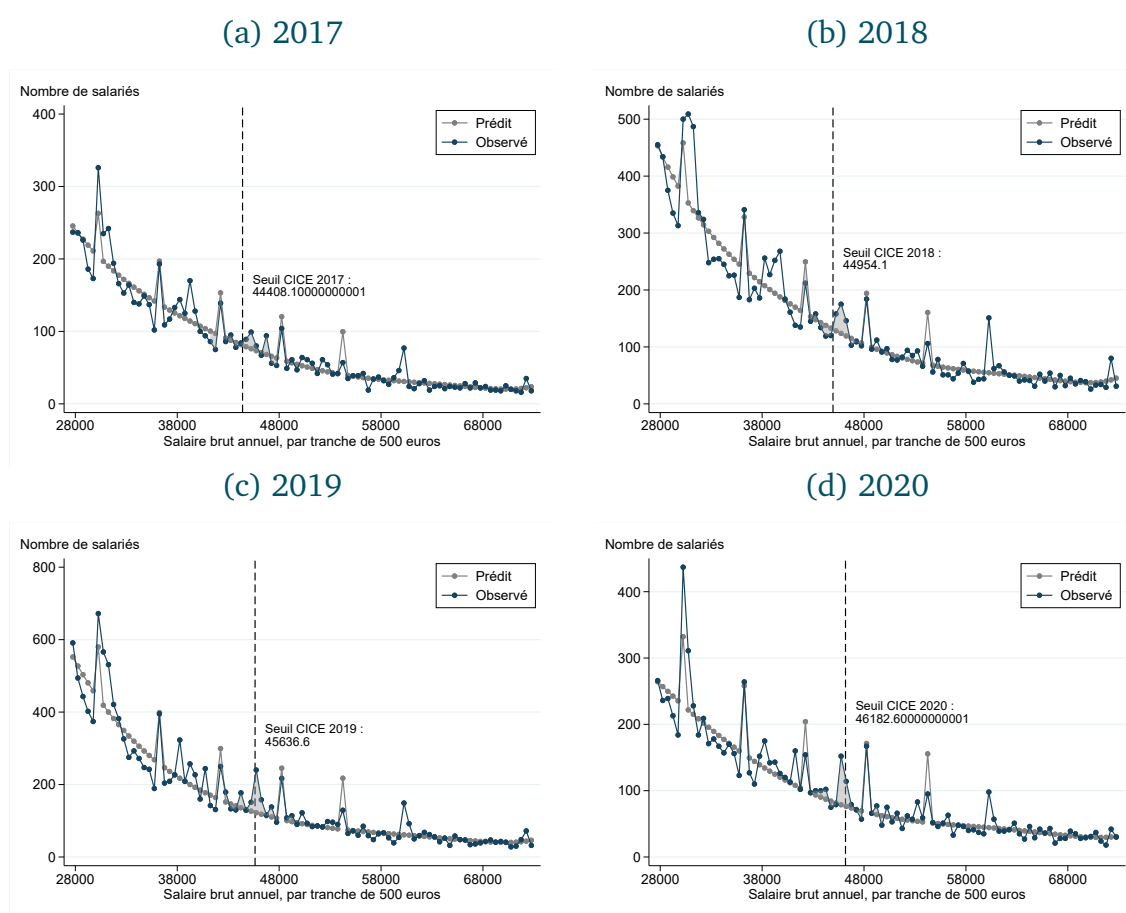 (a) 2017
Nombre de salariés
400
300
200
100
0
Prédit
Observé
Seuil CICE 2017 :
44408.10000000001
28000 38000 48000 58000 68000
Salaire brut annuel, par tranche de 500 euros
(b) 2018
Nombre de salariés
500
400
300
200
100
0
Prédit
Observé
Seuil CICE 2018 :
44954.1
28000 38000 48000 58000 68000
Salaire brut annuel, par tranche de 500 euros
(c) 2019
Nombre de salariés
800
600
400
200
0
Prédit
Observé
Seuil CICE 2019 :
45636.6
28000 38000 48000 58000 68000
Salaire brut annuel, par tranche de 500 euros
(d) 2020
Nombre de salariés
400
300
200
100
0
Prédit
Observé
Seuil CICE 2020 :
46182.60000000001
28000 38000 48000 58000 68000
Salaire brut annuel, par tranche de 500 euros